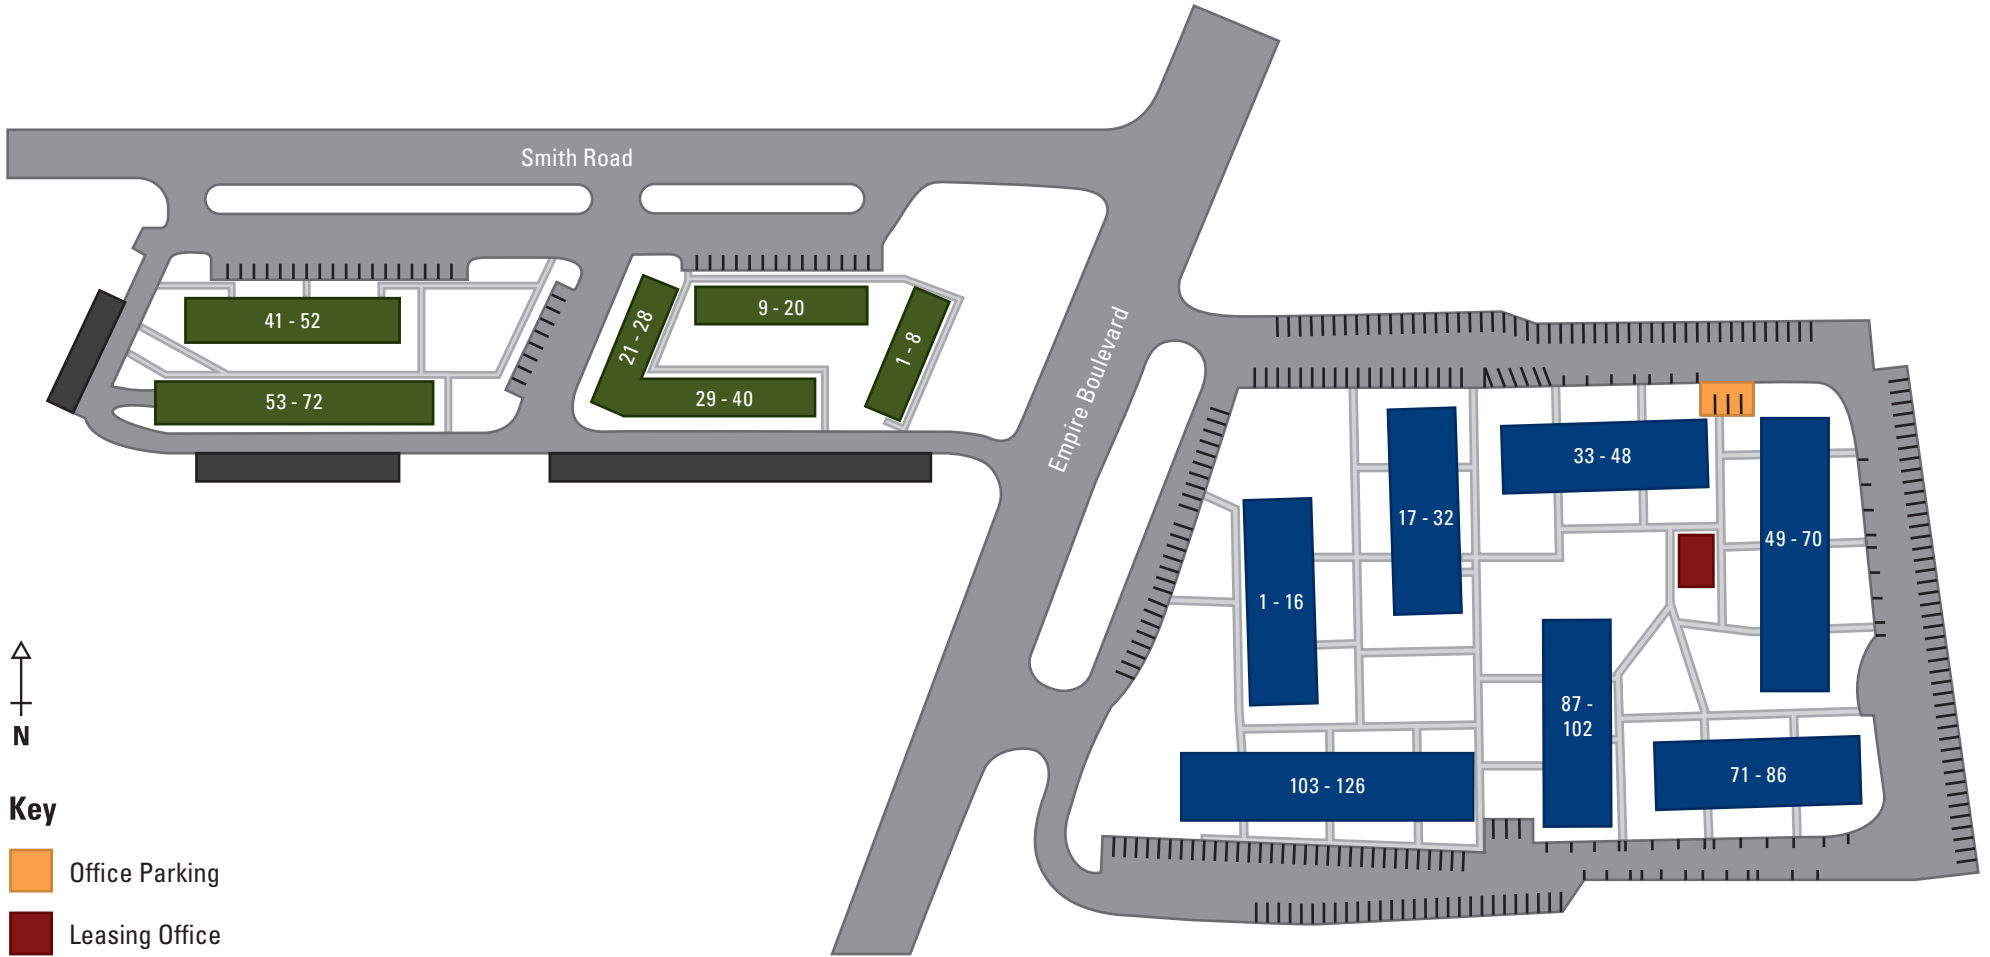 Smith Road
Empire Boulevard
41 - 52
53 - 72
21 - 28
9 - 20
1 - 8
29 - 40
17 - 32
33 - 48
49 - 70
1 - 16
87 -
102
103 - 126
71 - 86
N
Key
Office Parking
Leasing Office